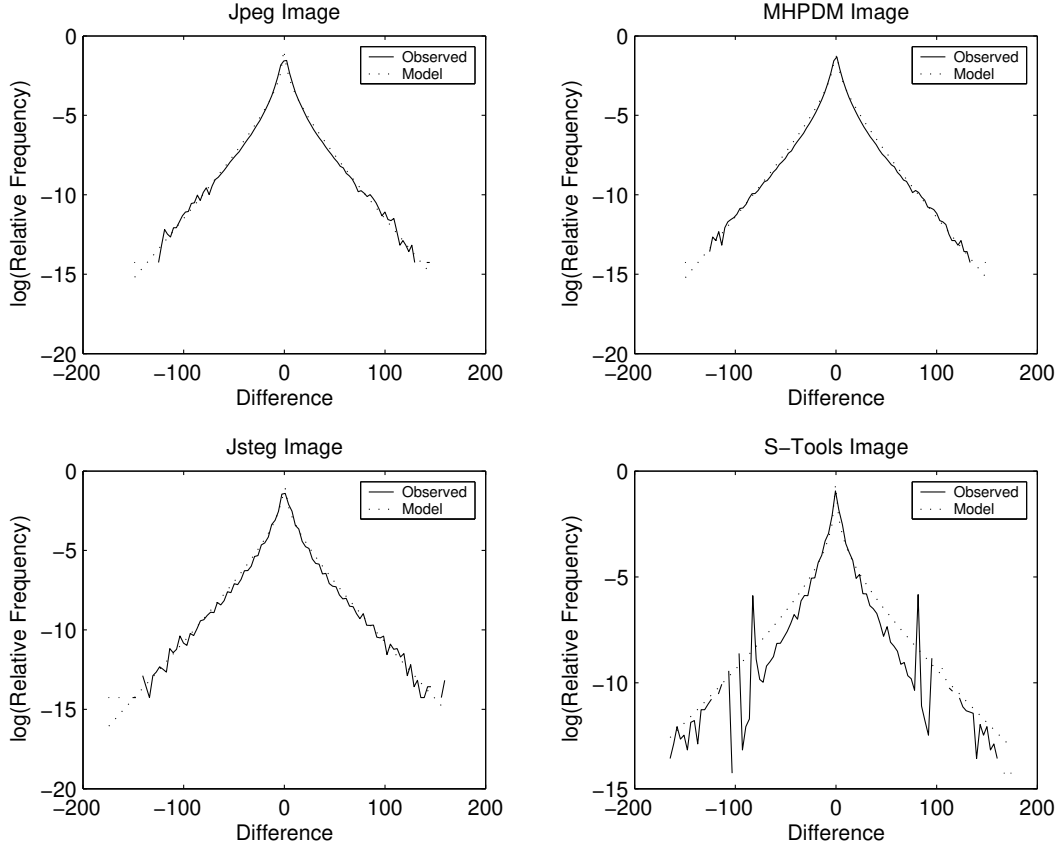 Jpeg Image
0
−5
−10
−15
−20
−200
−100
0
100
200
log(Relative Frequency)
Difference
Observed
Model
MHPDM Image
0
−5
−10
−15
−20
−200
−100
0
100
200
log(Relative Frequency)
Difference
Observed
Model
Jsteg Image
0
−5
−10
−15
−20
−200
−100
0
100
200
log(Relative Frequency)
Difference
Observed
Model
S−Tools Image
0
−5
−10
−15
−200
−100
0
100
200
log(Relative Frequency)
Difference
Observed
Model